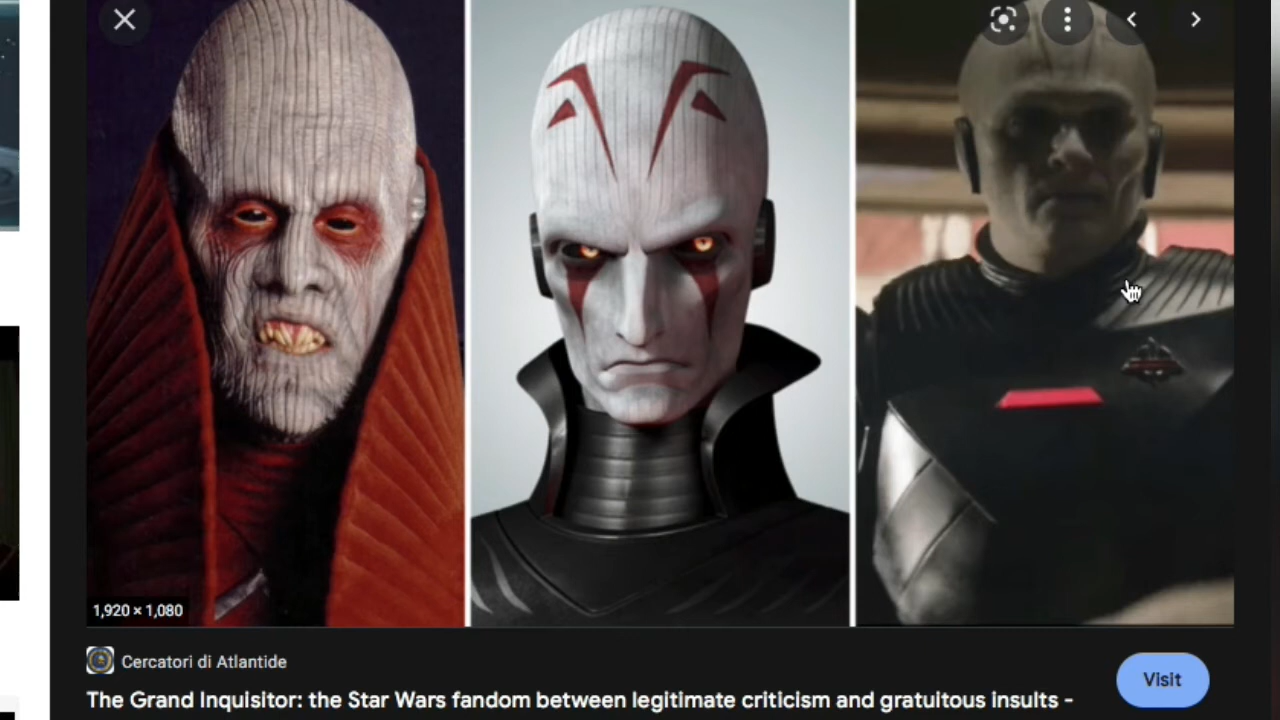 1,920 × 1,080
Cercatori di Atlantide
Visit
The Grand Inquisitor: the Star Wars fandom between legitimate criticism and gratuitous insults -